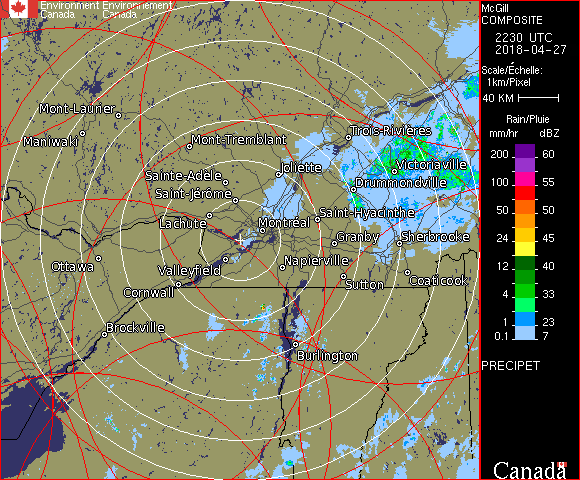 Environment Environnement
Canada Canada
McGill
COMPOSITE
2230 UTC
2018-04-27
Scale/Échelle:
1km/Pixel
40 KM
Rain/Pluie
mm/hr dBZ
200 60
100 55
50 50
24 45
12 40
4 33
1 23
0.1 7
PRECIPET
Canada
Mont-Laurier
Maniwaki
Mont-Tremblant
Trois-Rivières
Joliette
Victoriaville
Sainte-Adèle
Drummondville
Saint-Jérôme
Lachute
Montréal
Saint-Hyacinthe
Granby
Sherbrooke
Ottawa
Valleyfield
Napierville
Cornwall
Sutton
Coaticook
Brockville
Burlington